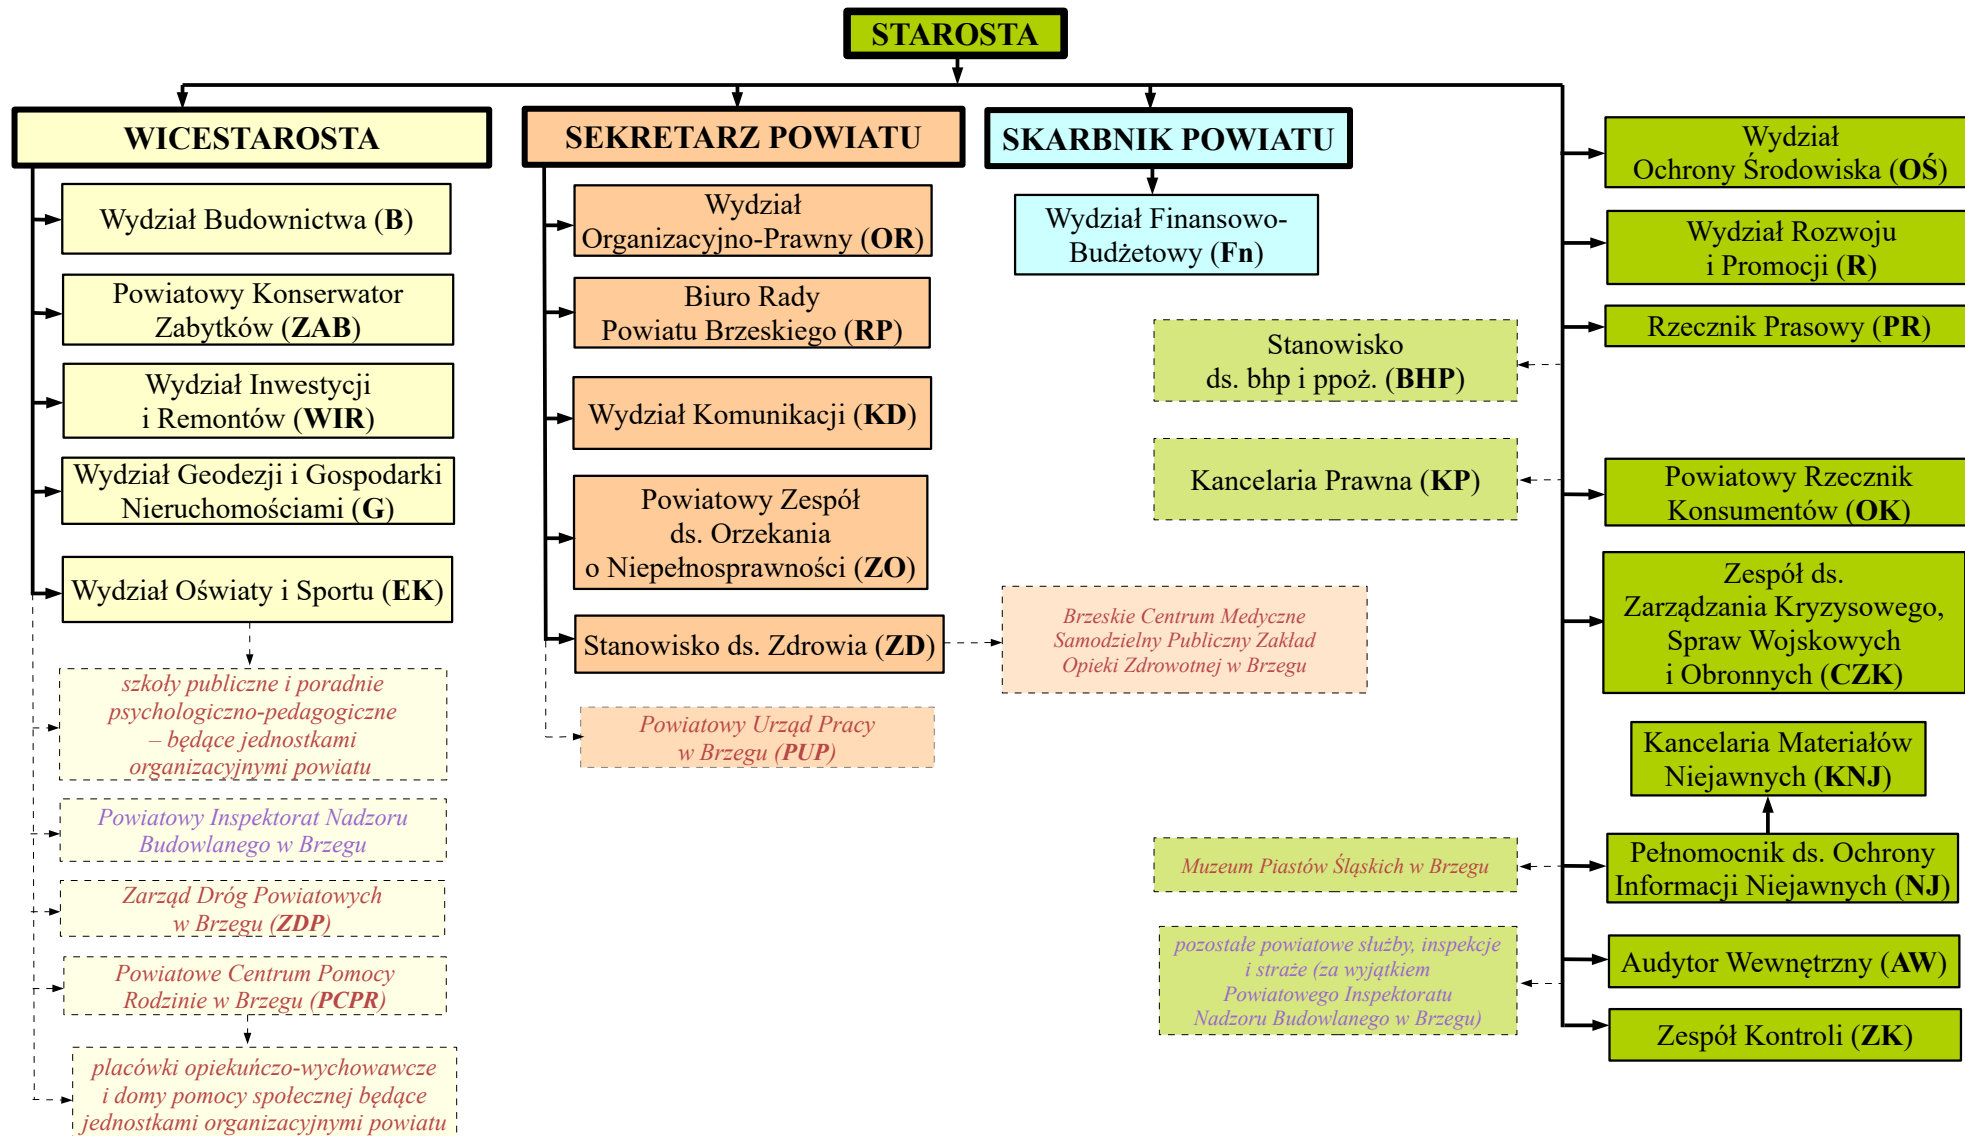 STAROSTA
WICESTAROSTA
Wydział Budownictwa (B)
Powiatowy Konserwator
Zabytków (ZAB)
Wydział Inwestycji
i Remontów (WIR)
Wydział Geodezji i Gospodarki
Nieruchomościami (G)
Wydział Oświaty i Sportu (EK)
szkoły publiczne i poradnie
psychologiczno-pedagogiczne
– będące jednostkami
organizacyjnymi powiatu
Powiatowy Inspektorat Nadzoru
Budowlanego w Brzegu
Zarząd Dróg Powiatowych
w Brzegu (ZDP)
Powiatowe Centrum Pomocy
Rodzinie w Brzegu (PCPR)
placówki opiekuńczo-wychowawcze
i domy pomocy społecznej będące
jednostkami organizacyjnymi powiatu
SEKRETARZ POWIATU
Wydział
Organizacyjno-Prawny (OR)
Biuro Rady
Powiatu Brzeskiego (RP)
Wydział Komunikacji (KD)
Powiatowy Zespół
ds. Orzekania
o Niepełnosprawności (ZO)
Stanowisko ds. Zdrowia (ZD)
Brzeskie Centrum Medyczne
Samodzielny Publiczny Zakład
Opieki Zdrowotnej w Brzegu
Powiatowy Urząd Pracy
w Brzegu (PUP)
SKARBNIK POWIATU
Wydział Finansowo-
Budżetowy (Fn)
Stanowisko
ds. bhp i ppoż. (BHP)
Kancelaria Prawna (KP)
Muzeum Piastów Śląskich w Brzegu
pozostałe powiatowe służby, inspekcje
i straże (za wyjątkiem
Powiatowego Inspektoratu
Nadzoru Budowlanego w Brzegu)
Wydział
Ochrony Środowiska (OŚ)
Wydział Rozwoju
i Promocji (R)
Rzecznik Prasowy (PR)
Powiatowy Rzecznik
Konsumentów (OK)
Zespół ds.
Zarządzania Kryzysowego,
Spraw Wojskowych
i Obronnych (CZK)
Kancelaria Materiałów
Niejawnych (KNJ)
Pełnomocnik ds. Ochrony
Informacji Niejawnych (NJ)
Audytor Wewnętrzny (AW)
Zespół Kontroli (ZK)